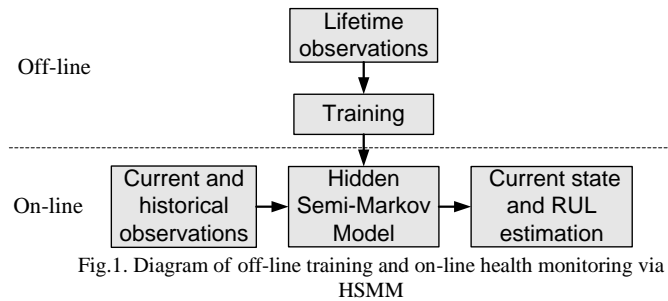 Lifetime
observations
Off-line
Training
On-line
Current and
historical
observations
Hidden
Semi-Markov
Model
Current state
and RUL
estimation
Fig.1. Diagram of off-line training and on-line health monitoring via
HSMM